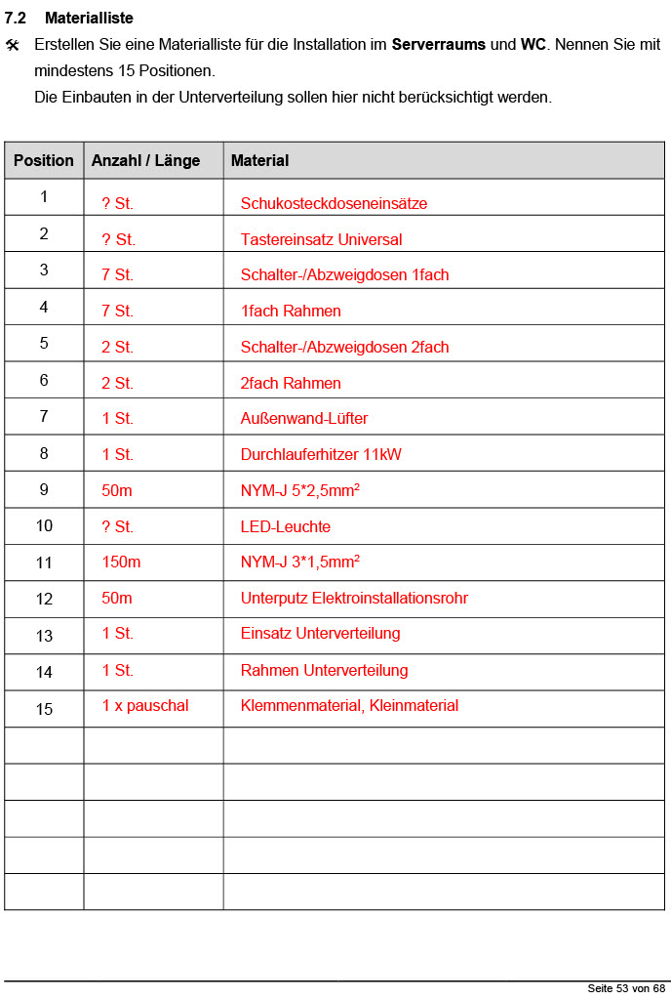 7.2 Materialliste
🛠 Erstellen Sie eine Materialliste für die Installation im Serverraums und WC. Nennen Sie mit
mindestens 15 Positionen.
Die Einbauten in der Unterverteilung sollen hier nicht berücksichtigt werden.
Position Anzahl / Länge Material
1 ? St. Schukosteckdoseneinsätze
2 ? St. Tastereinsatz Universal
3 7 St. Schalter-/Abzweigdosen 1fach
4 7 St. 1fach Rahmen
5 2 St. Schalter-/Abzweigdosen 2fach
6 2 St. 2fach Rahmen
7 1 St. Außenwand-Lüfter
8 1 St. Durchlauferhitzer 11kW
9 50m NYM-J 5*2,5mm²
10 ? St. LED-Leuchte
11 150m NYM-J 3*1,5mm²
12 50m Unterputz Elektroinstallationsrohr
13 1 St. Einsatz Unterverteilung
14 1 St. Rahmen Unterverteilung
15 1 x pauschal Klemmenmaterial, Kleinmaterial
Seite 53 von 68